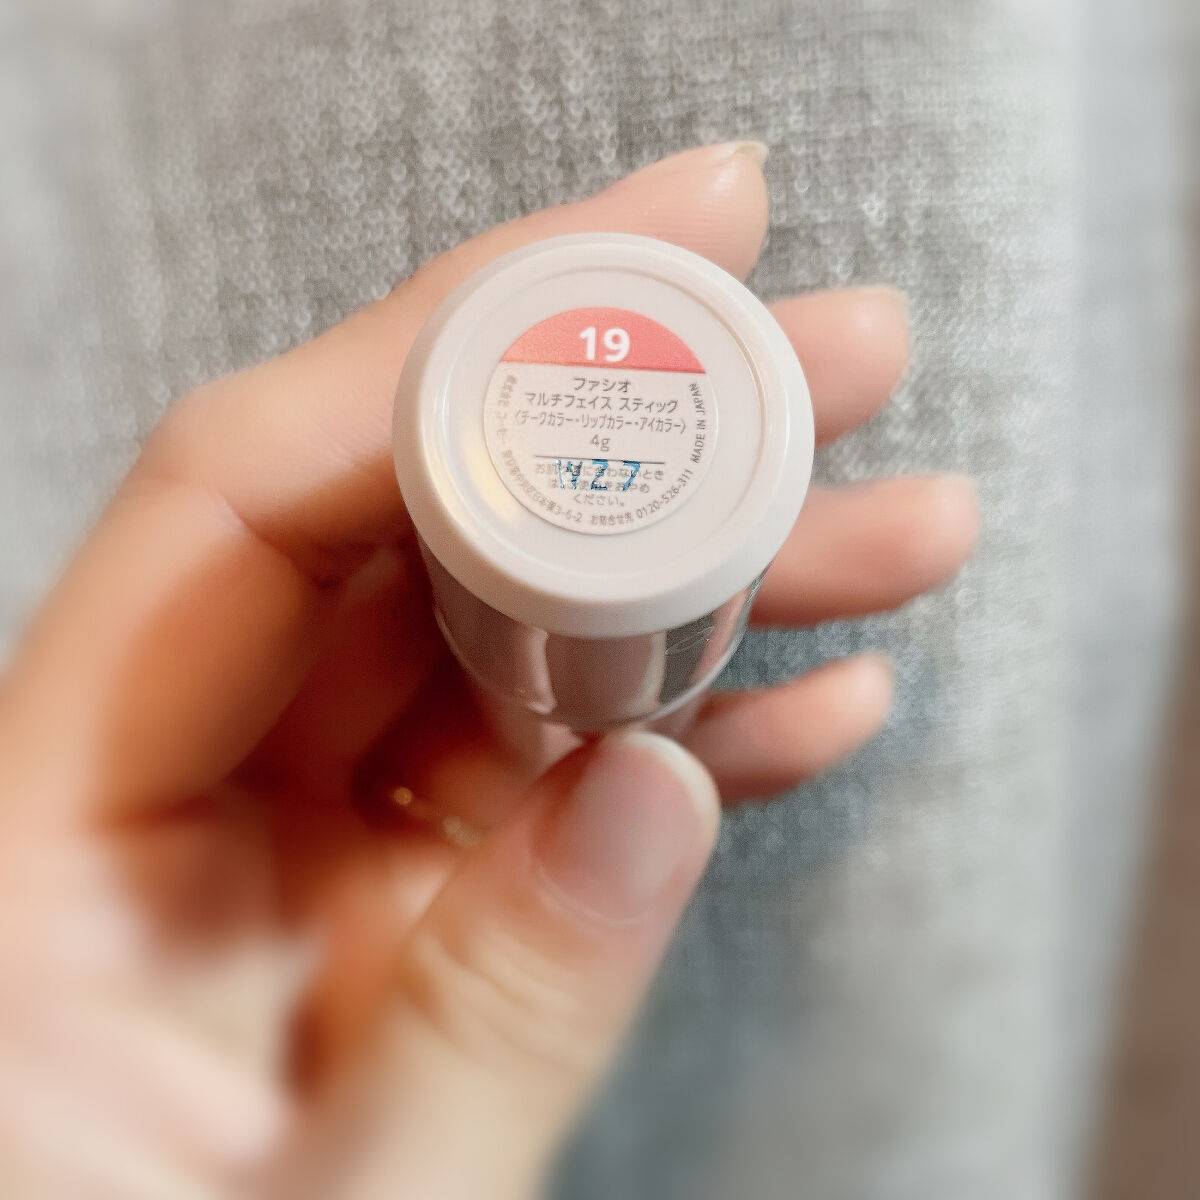 19
ファシオ
マルチフェイス スティック
〈チークカラー・リップカラー・アイカラー〉
4g
ください。
お問合せ先 0120-526-311 MADE IN JAPAN